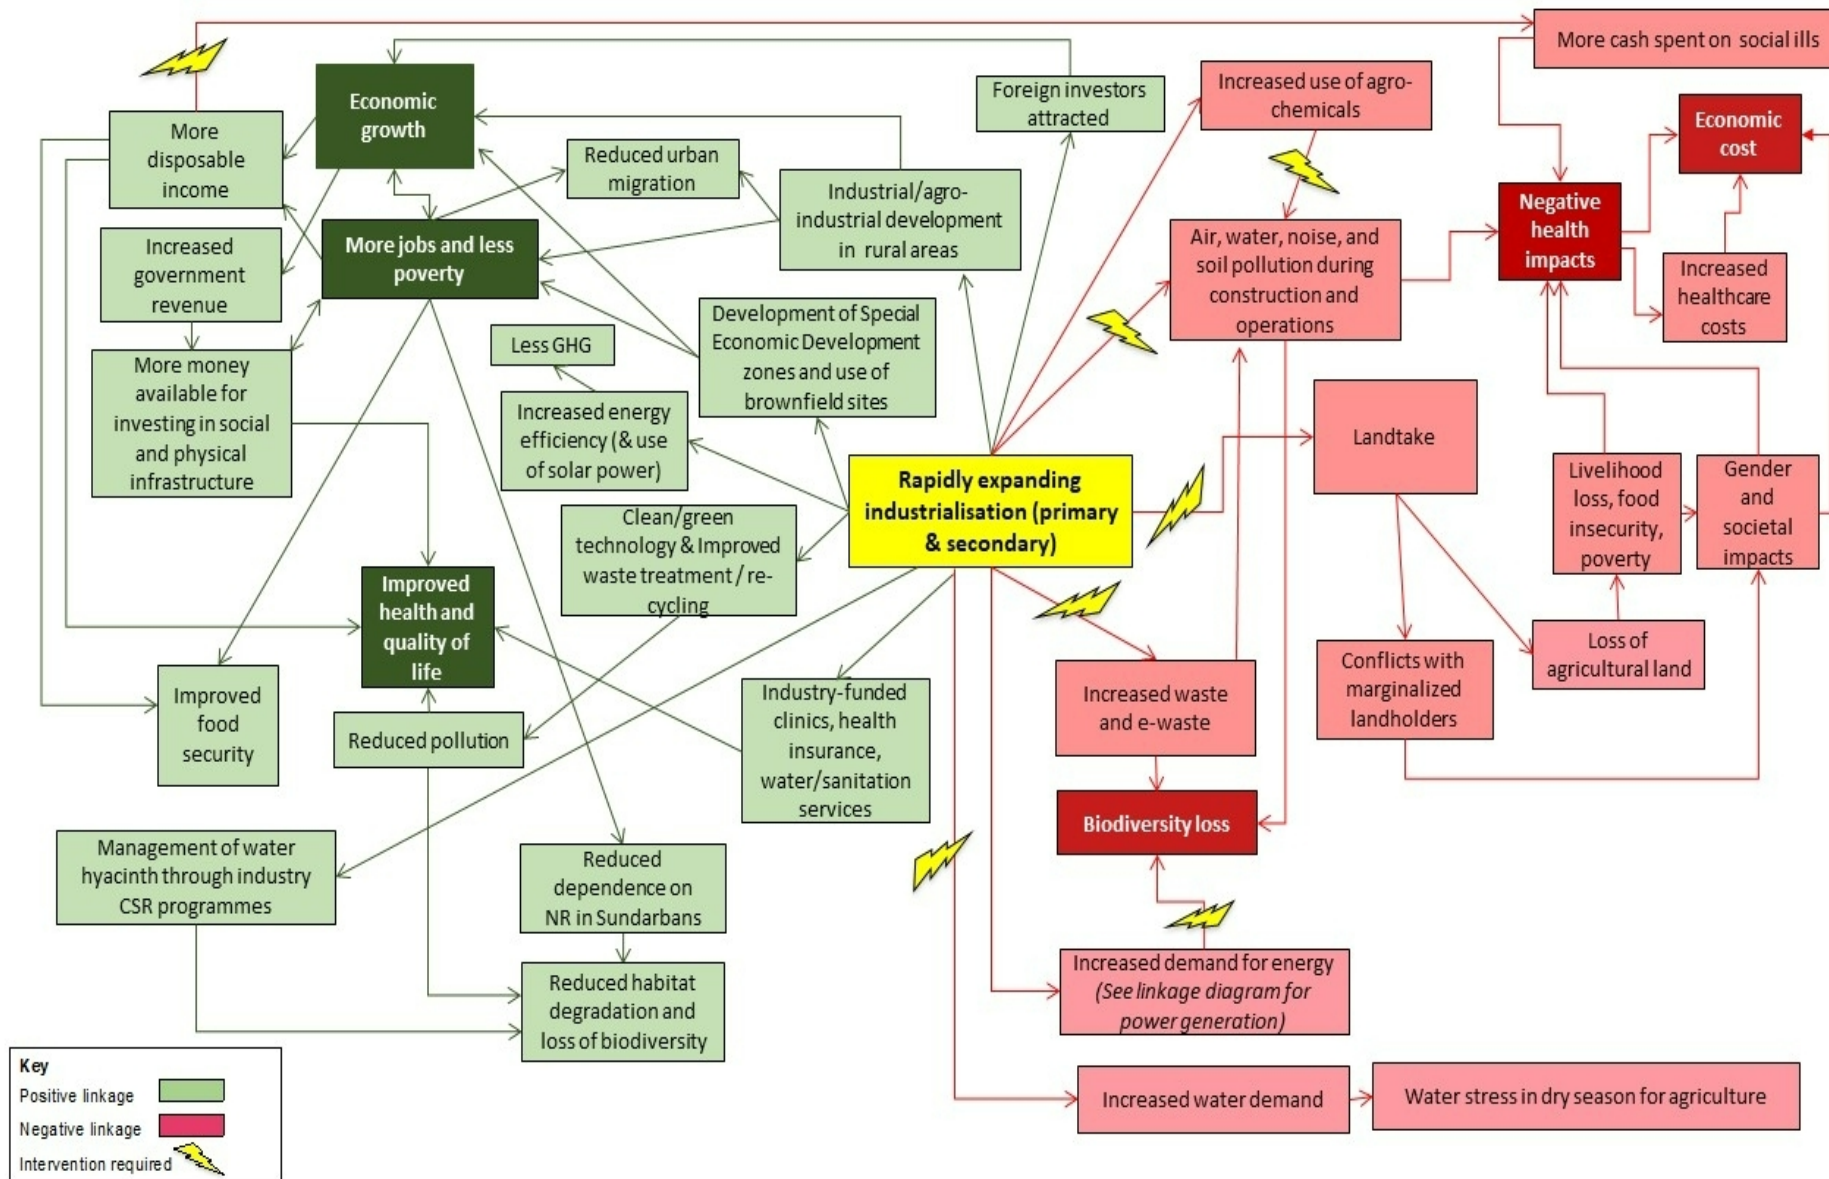 More cash spent on social ills
Economic
growth
Foreign investors
attracted
Increased use of agro-
chemicals
Economic
cost
More
disposable
income
Reduced urban
migration
Industrial/agro-
industrial development
in rural areas
Air, water, noise, and
soil pollution during
construction and
operations
Negative
health
impacts
Increased
healthcare
costs
Increased
government
revenue
More jobs and less
poverty
More money
available for
investing in social
and physical
infrastructure
Less GHG
Increased energy
efficiency (& use
of solar power)
Development of Special
Economic Development
zones and use of
brownfield sites
Landtake
Rapidly expanding
industrialisation (primary
& secondary)
Livelihood
loss, food
insecurity,
poverty
Gender
and
societal
impacts
Clean/green
technology & Improved
waste treatment / re-
cycling
Improved
health and
quality of
life
Improved
food
security
Reduced pollution
Industry-funded
clinics, health
insurance,
water/sanitation
services
Increased waste
and e-waste
Conflicts with
marginalized
landholders
Loss of
agricultural land
Biodiversity loss
Management of water
hyacinth through industry
CSR programmes
Reduced
dependence on
NR in Sundarbans
Reduced habitat
degradation and
loss of biodiversity
Increased demand for energy
(See linkage diagram for
power generation)
Increased water demand
Water stress in dry season for agriculture
Key
Positive linkage
Negative linkage
Intervention required